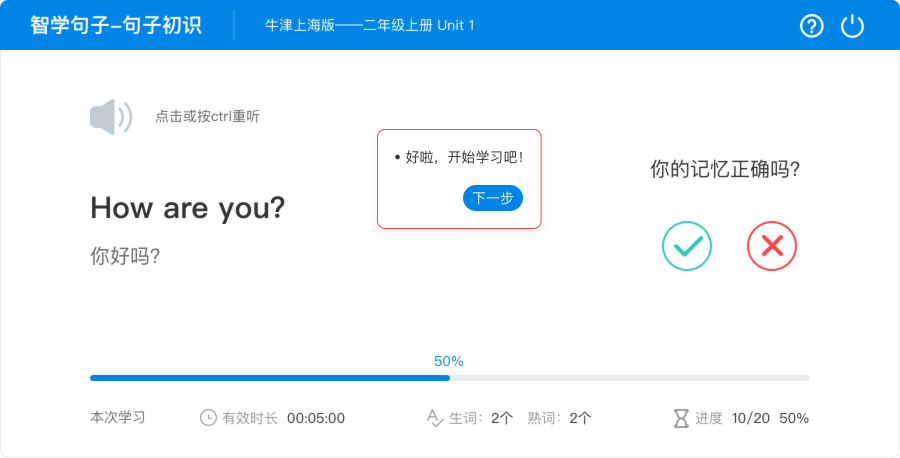 智学句子-句子初识
牛津上海版——二年级上册 Unit 1
点击或按ctrl重听
• 好啦，开始学习吧！
下一步
How are you?
你好吗？
你的记忆正确吗？
50%
本次学习 有效时长 00:05:00 生词： 2个 熟词： 2个 进度 10/20 50%